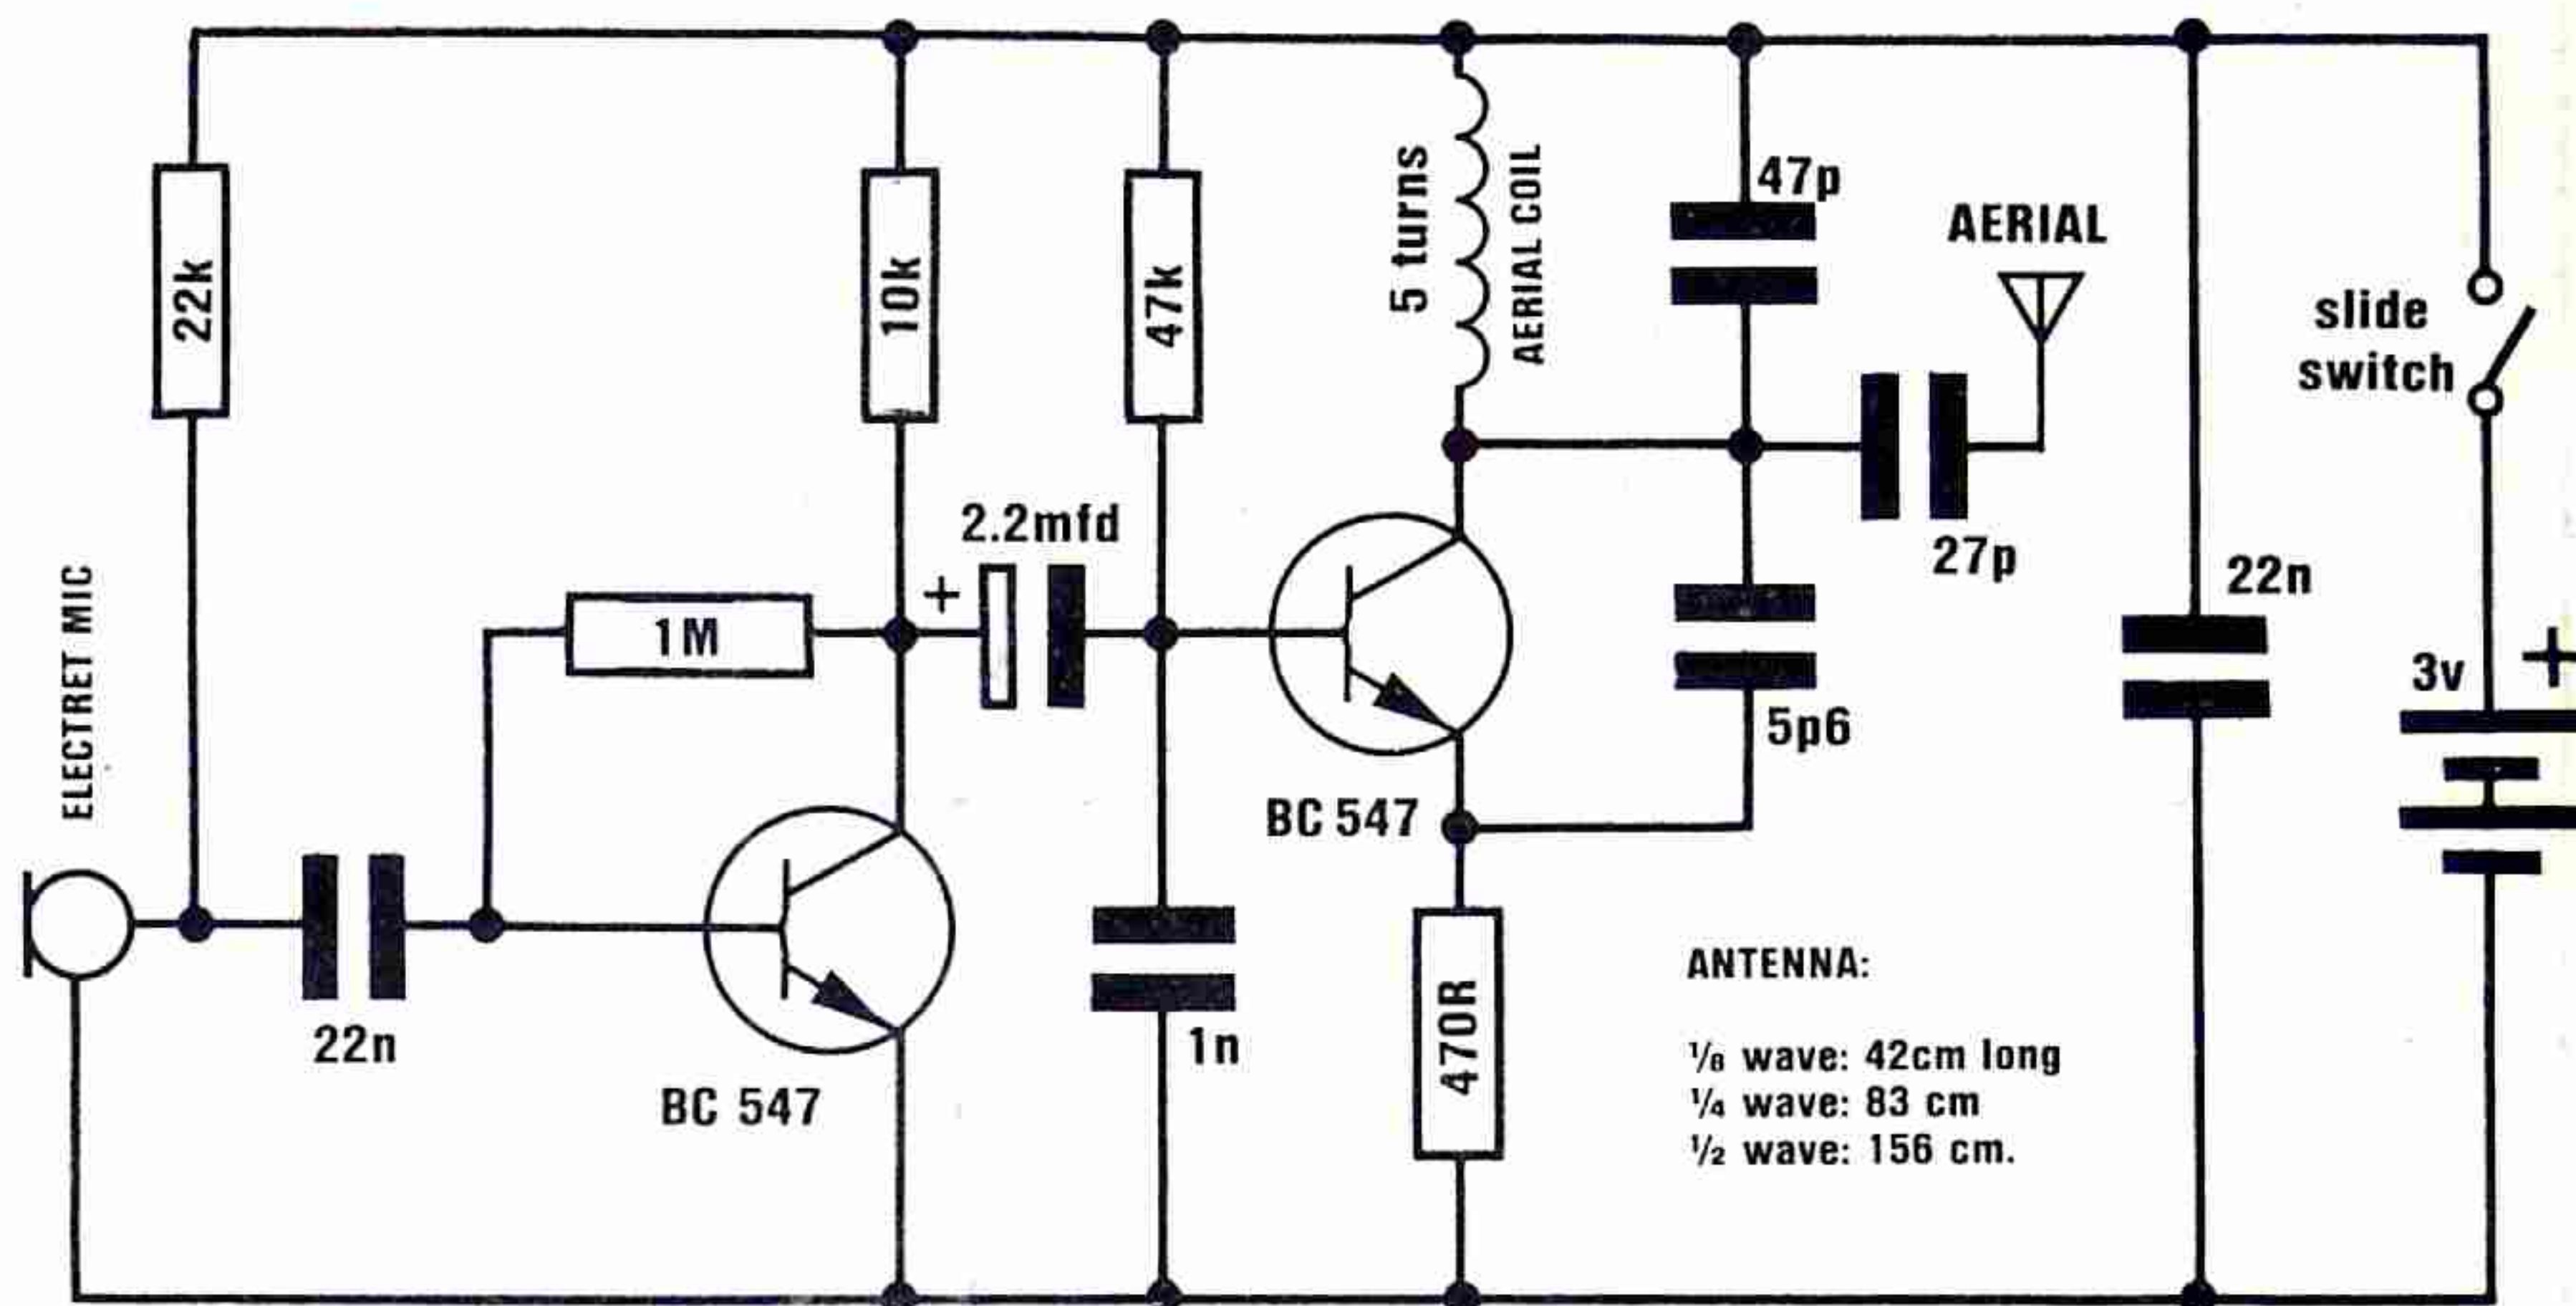 22k
10k
47k
5 turns
AERIAL COIL
47p
AERIAL
27p
slide
switch
2.2mfd
+
1M
ELECTRET MIC
22n
BC 547
1n
BC 547
5p6
470R
22n
3v
+
ANTENNA:
1/8 wave: 42cm long
1/4 wave: 83 cm
1/2 wave: 156 cm.